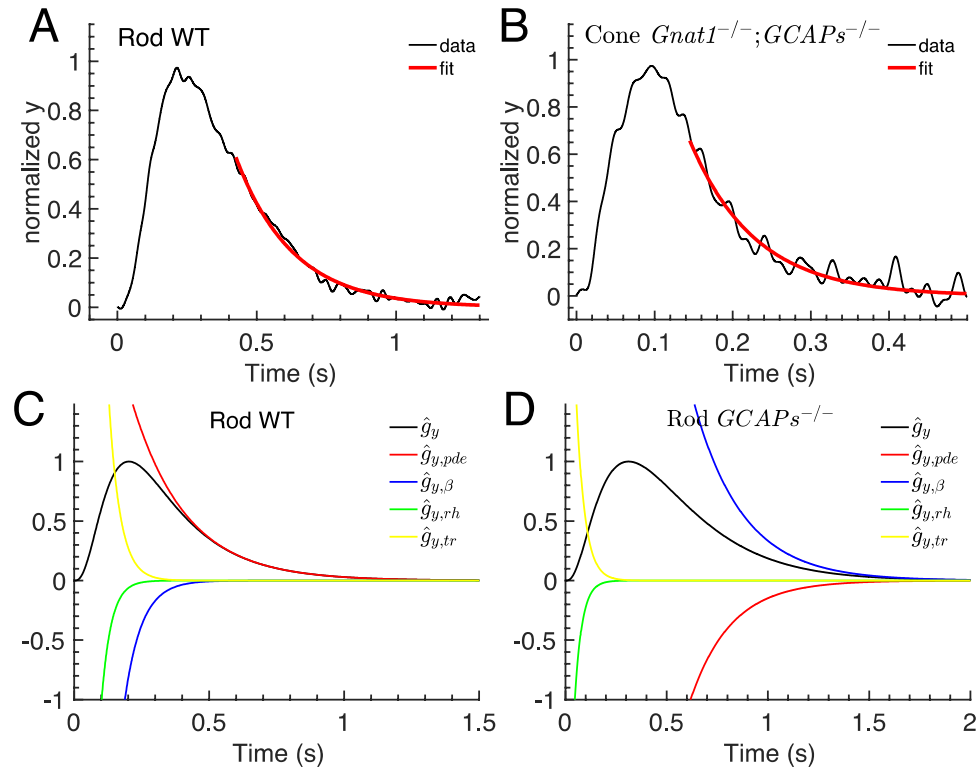 A
Rod WT
data
fit
normalized y
1
0.8
0.6
0.4
0.2
0
0
0.5
1
Time (s)
B
Cone Gnat1⁻/⁻;GCAPs⁻/⁻
data
fit
normalized y
1
0.8
0.6
0.4
0.2
0
0
0.1
0.2
0.3
0.4
Time (s)
C
Rod WT
ĝy
ĝy,pde
ĝy,β
ĝy,rh
ĝy,tr
1
0.5
0
-0.5
-1
0
0.5
1
1.5
Time (s)
D
Rod GCAPs⁻/⁻
ĝy
ĝy,pde
ĝy,β
ĝy,rh
ĝy,tr
1
0.5
0
-0.5
-1
0
0.5
1
1.5
2
Time (s)